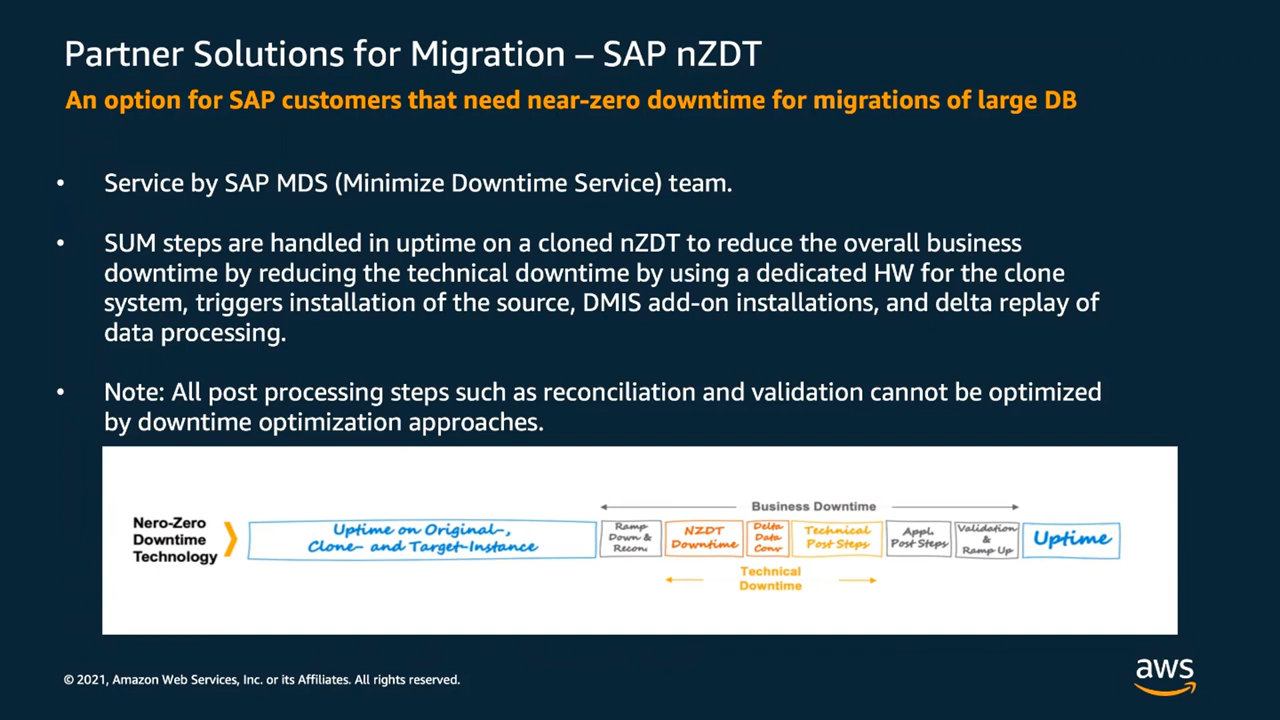 Partner Solutions for Migration – SAP nZDT
An option for SAP customers that need near-zero downtime for migrations of large DB
• Service by SAP MDS (Minimize Downtime Service) team.
• SUM steps are handled in uptime on a cloned nZDT to reduce the overall business
downtime by reducing the technical downtime by using a dedicated HW for the clone
system, triggers installation of the source, DMIS add-on installations, and delta replay of
data processing.
• Note: All post processing steps such as reconciliation and validation cannot be optimized
by downtime optimization approaches.
Business Downtime
Nero-Zero
Downtime
Technology
Uptime on Original-,
Clone- and Target-Instance
Ramp
Down &
Recon.
NZDT
Downtime
Delta
Data
Conv
Technical
Post Steps
Appl.
Post Steps
Validation
&
Ramp Up
Uptime
Technical
Downtime
© 2021, Amazon Web Services, Inc. or its Affiliates. All rights reserved.
aws